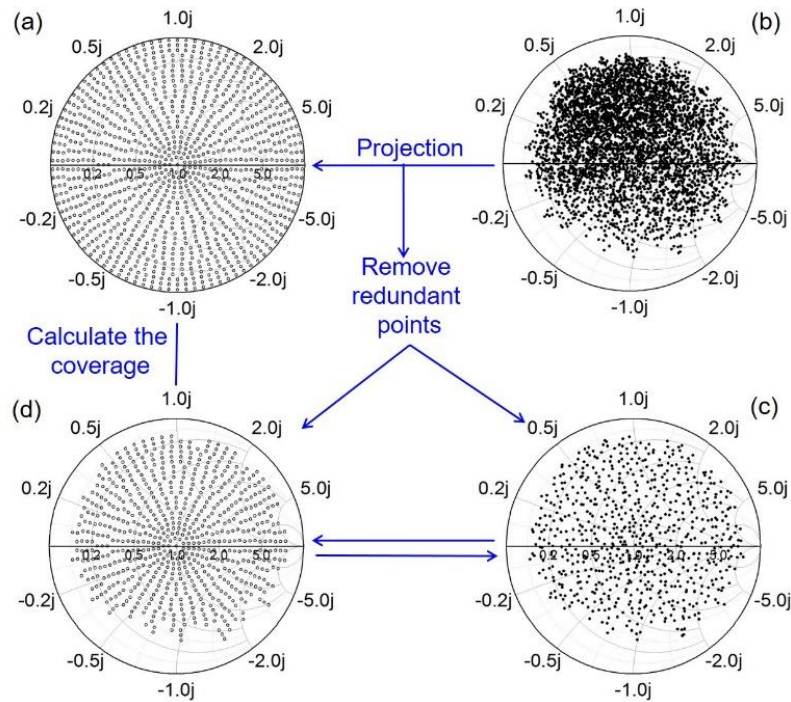 (a)
1.0j
0.5j
2.0j
0.2j
5.0j
0.2 0.5 1.0 2.0 5.0
-0.2j
-5.0j
-0.5j
-2.0j
-1.0j
(b)
1.0j
0.5j
2.0j
0.2j
5.0j
-0.2j
-5.0j
-0.5j
-2.0j
-1.0j
Projection
Remove
redundant
points
Calculate the
coverage
(d)
1.0j
0.5j
2.0j
0.2j
5.0j
0.2 0.5 1.0 2.0 5.0
-0.2j
-5.0j
-0.5j
-2.0j
-1.0j
(c)
1.0j
0.5j
2.0j
0.2j
5.0j
0.2 0.5 1.0 2.0 5.0
-0.2j
-5.0j
-0.5j
-2.0j
-1.0j